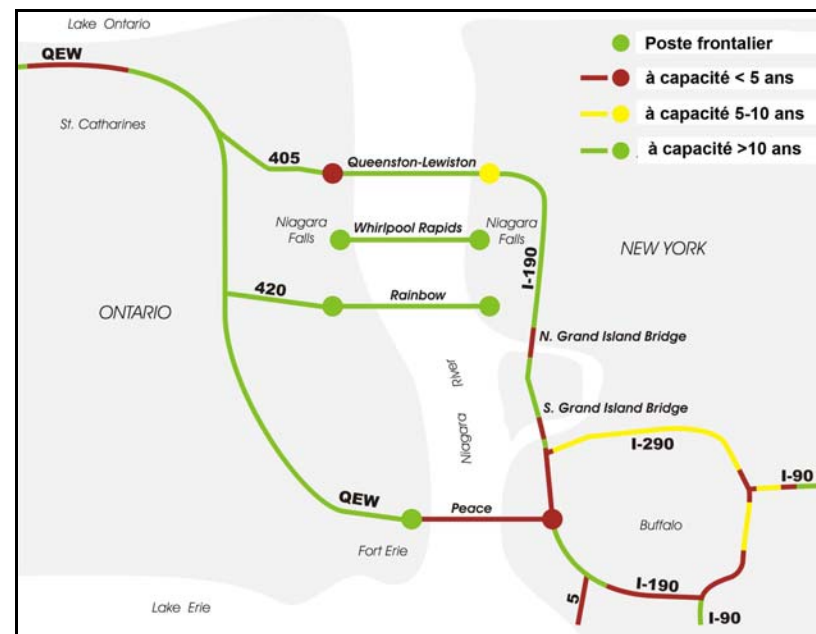 Lake Ontario
QEW
Poste frontalier
à capacité < 5 ans
à capacité 5-10 ans
à capacité >10 ans
St. Catharines
405
Queenston-Lewiston
Niagara
Falls
Whirlpool Rapids
Niagara
Falls
NEW YORK
I-190
420
Rainbow
ONTARIO
N. Grand Island Bridge
Niagara River
S. Grand Island Bridge
I-290
I-90
QEW
Peace
Buffalo
Fort Erie
I-190
5
I-90
Lake Erie